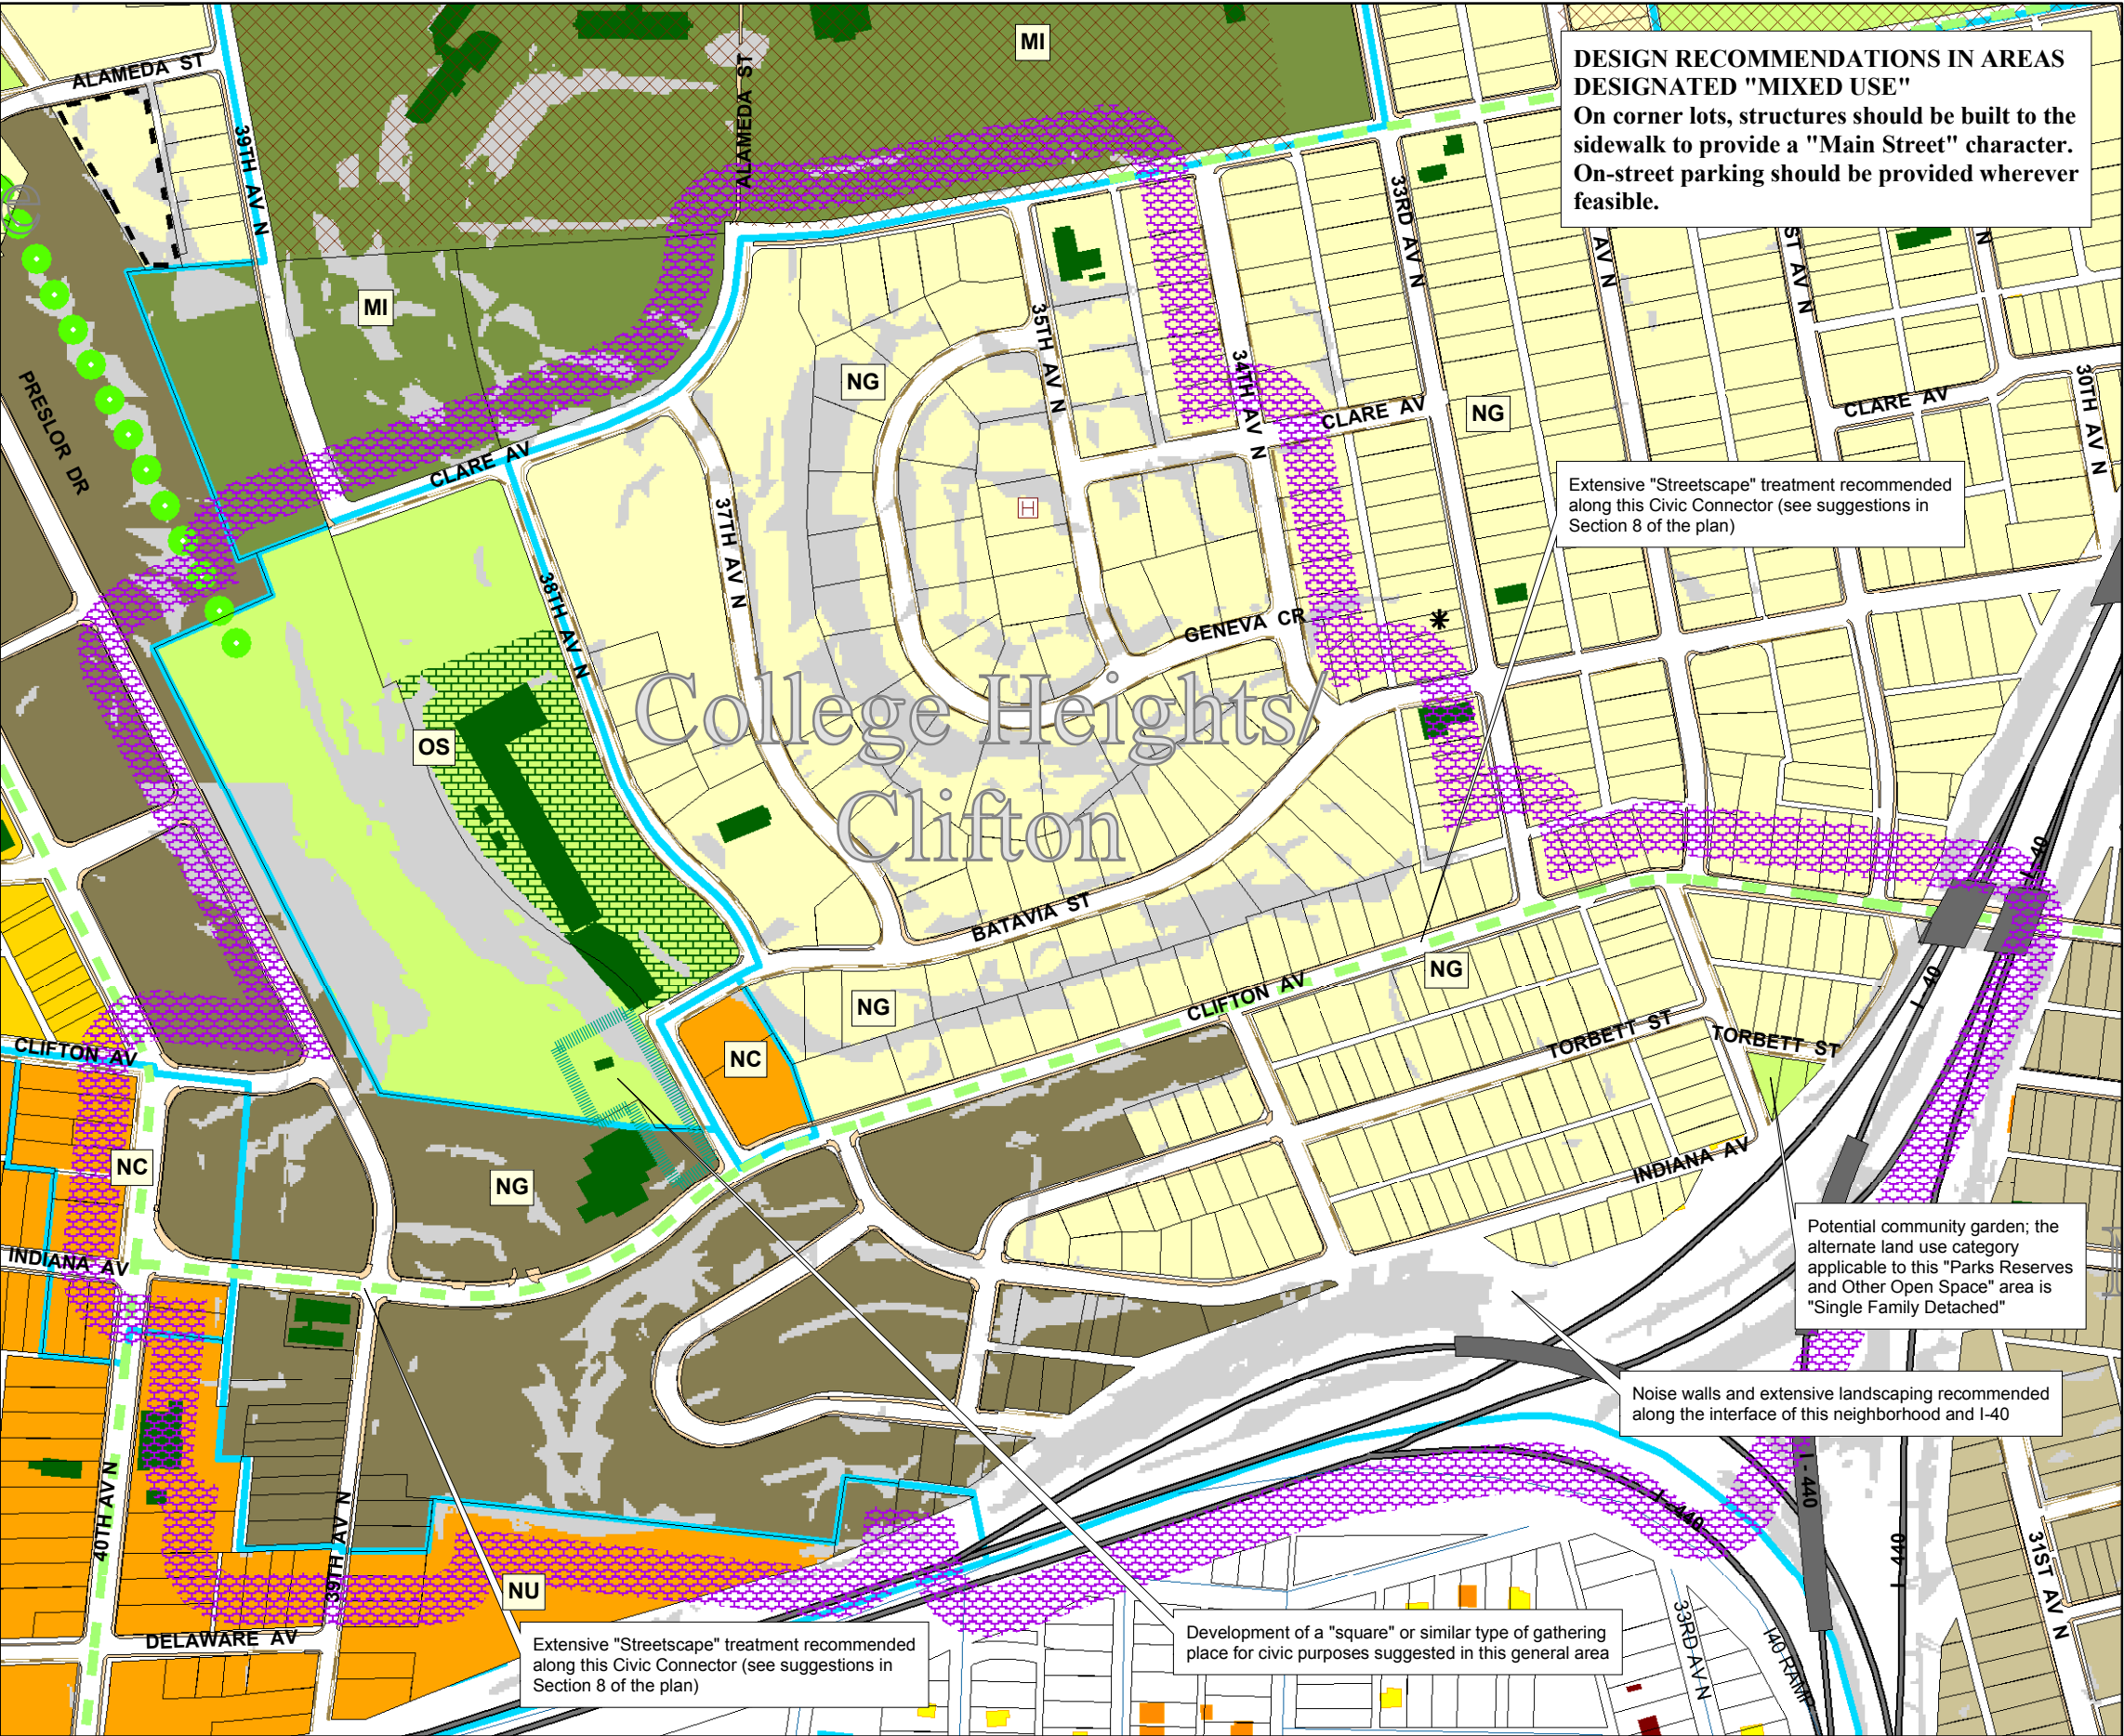 MI
DESIGN RECOMMENDATIONS IN AREAS
DESIGNATED "MIXED USE"
On corner lots, structures should be built to the
sidewalk to provide a "Main Street" character.
On-street parking should be provided wherever
feasible.
ALAMEDA ST
ALAMEDA ST
39TH AV N
33RD AV N
AV N
ST AV N
N
MI
35TH AV N
NG
34TH AV N
CLARE AV
NG
CLARE AV
30TH AV N
PRESLOR DR
CLARE AV
37TH AV N
H
Extensive "Streetscape" treatment recommended
along this Civic Connector (see suggestions in
Section 8 of the plan)
38TH AV N
GENEVA CR
College Heights/
Clifton
OS
BATAVIA ST
I - 40
I - 40
NG
NG
CLIFTON AV
TORBETT ST
TORBETT ST
CLIFTON AV
NC
NC
NG
INDIANA AV
INDIANA AV
Potential community garden; the
alternate land use category
applicable to this "Parks Reserves
and Other Open Space" area is
"Single Family Detached"
Noise walls and extensive landscaping recommended
along the interface of this neighborhood and I-40
40TH AV N
39TH AV N
I - 440
I - 440
I - 440
31ST AV N
NU
DELAWARE AV
33RD AV N
I40 RAMP
Extensive "Streetscape" treatment recommended
along this Civic Connector (see suggestions in
Section 8 of the plan)
Development of a "square" or similar type of gathering
place for civic purposes suggested in this general area